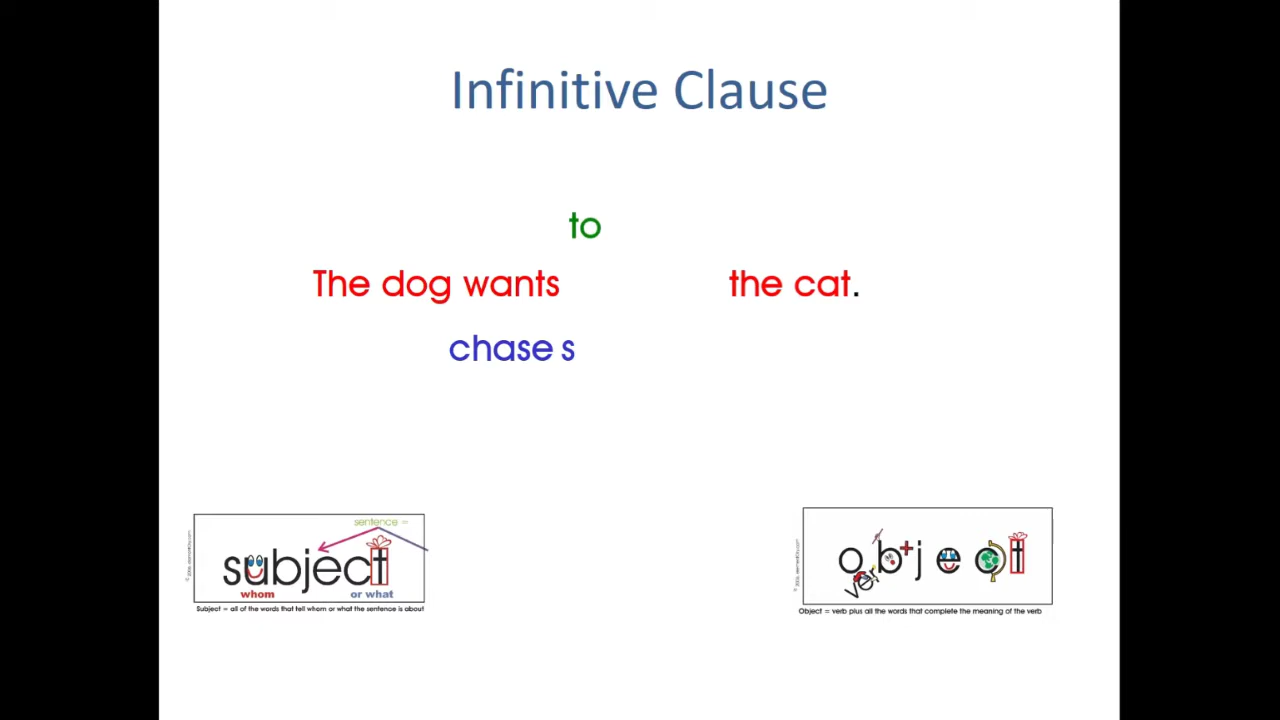 Infinitive Clause
to
The dog wants the cat.
chase s
sentence =
subject
whom or what
Subject = all of the words that tell whom or what the sentence is about
object
verb
Object = verb plus all the words that complete the meaning of the verb